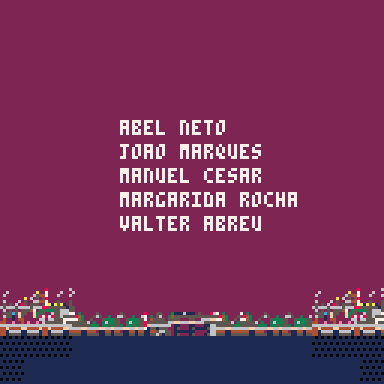 ABEL NETO
JOAO MARQUES
MANUEL CESAR
MARGARIDA ROCHA
VALTER ABREU